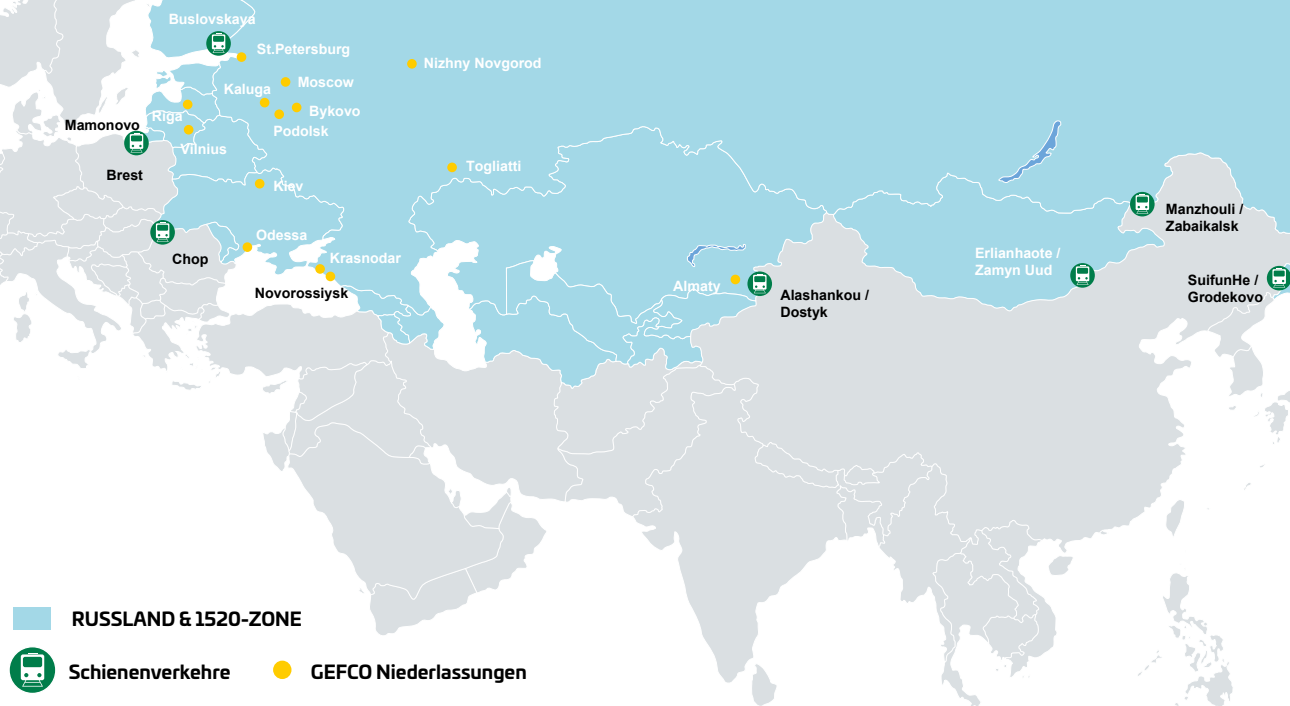 Buslovskaya
St.Petersburg
Nizhny Novgorod
Moscow
Kaluga
Bykovo
Riga
Podolsk
Mamonovo
Vilnius
Togliatti
Brest
Kiev
Manzhouli /
Zabaikalsk
Odessa
Erlianhaote /
Zamyn Uud
Krasnodar
Chop
SuifunHe /
Grodekovo
Almaty
Novorossiysk
Alashankou /
Dostyk
RUSSLAND & 1520-ZONE
Schienenverkehre
GEFCO Niederlassungen